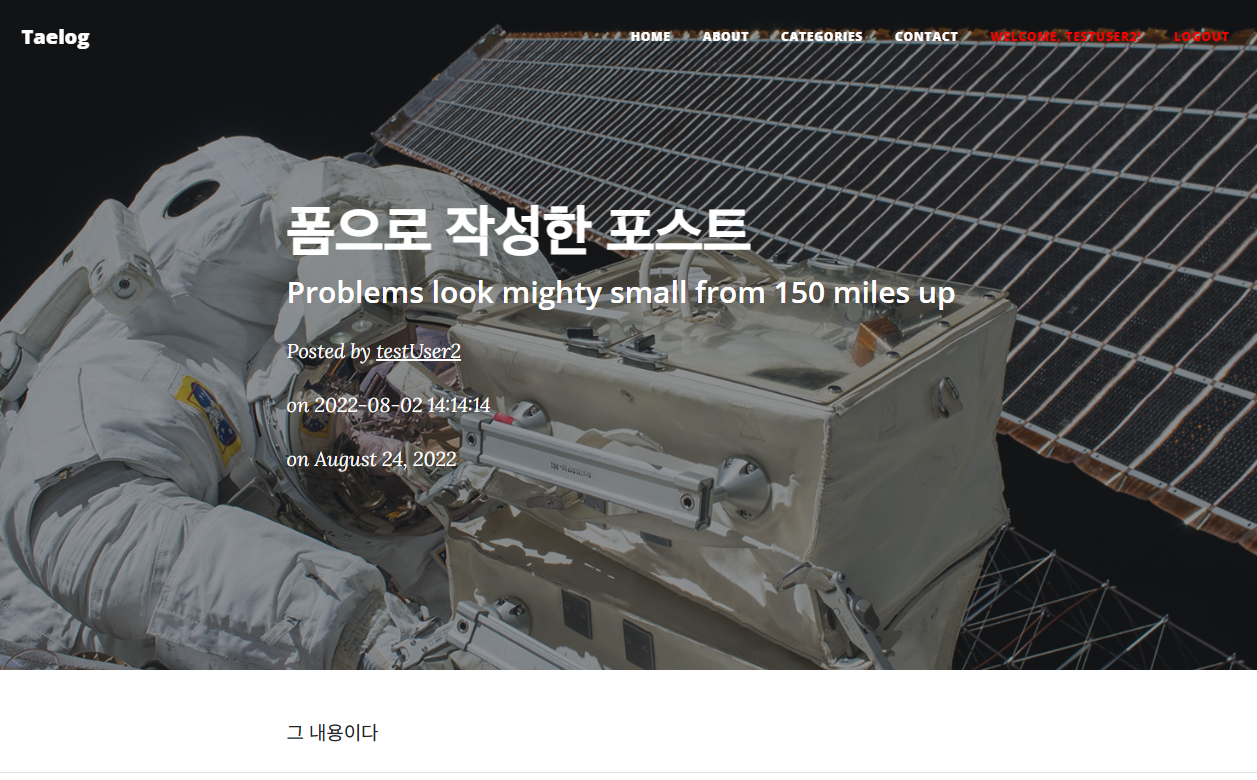 Taelog
HOME ABOUT CATEGORIES CONTACT WELCOME, TESTUSER2! LOGOUT
폼으로 작성한 포스트
Problems look mighty small from 150 miles up
Posted by testUser2
on 2022-08-02 14:14:14
on August 24, 2022
그 내용이다